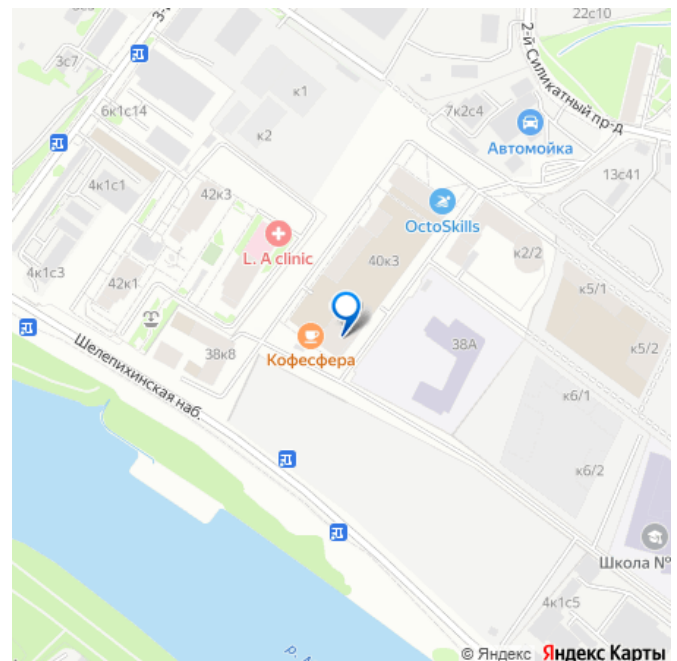 22с10
3-
2-й Силикатный пр-д
3с7
к1
6к1с14
7к2с4
к2
Автомойка
13с41
4к1с1
42к3
OctoSkills
к2/2
L. A clinic
40к3
4к1с3
42к1
к5/1
38к8
Кофесфера
38А
к5/2
Шелепихинская наб.
к6/1
к6/2
Школа №
4к1с5
р.
© Яндекс Яндекс Карты